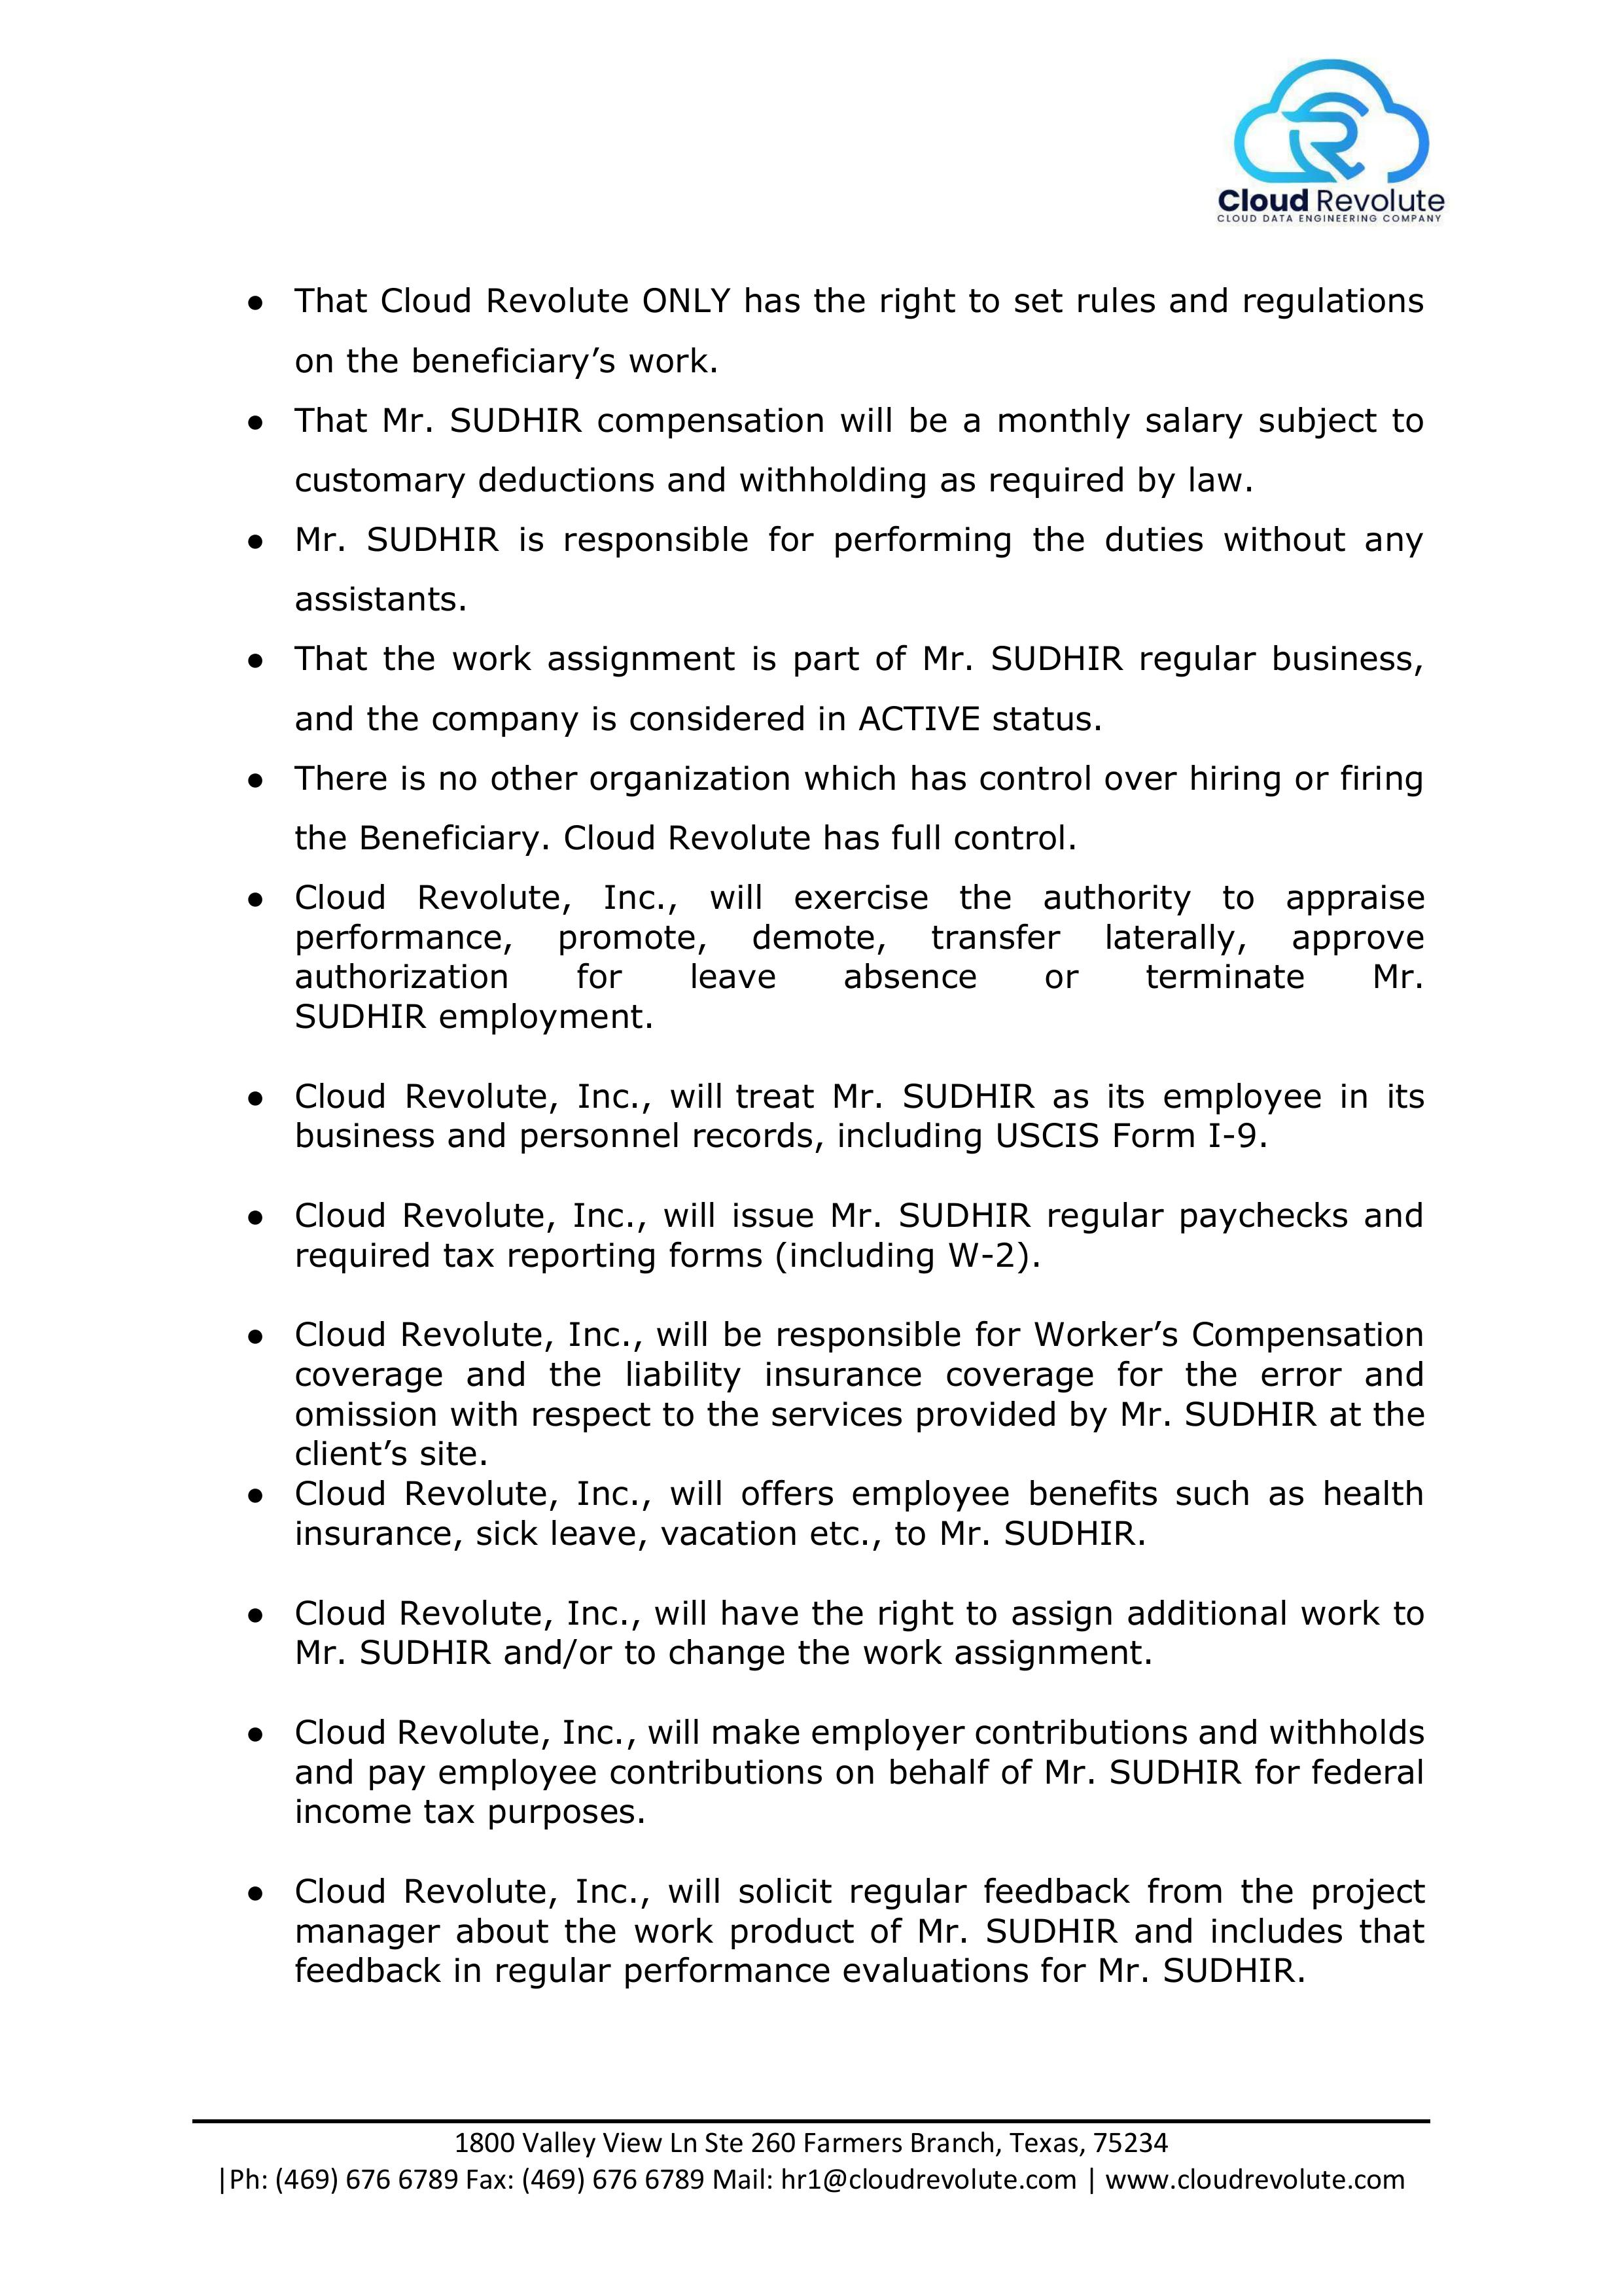 Cloud Revolute
CLOUD DATA ENGINEERING COMPANY
● That Cloud Revolute ONLY has the right to set rules and regulations
on the beneficiary’s work.
● That Mr. SUDHIR compensation will be a monthly salary subject to
customary deductions and withholding as required by law.
● Mr. SUDHIR is responsible for performing the duties without any
assistants.
● That the work assignment is part of Mr. SUDHIR regular business,
and the company is considered in ACTIVE status.
● There is no other organization which has control over hiring or firing
the Beneficiary. Cloud Revolute has full control.
● Cloud Revolute, Inc., will exercise the authority to appraise
performance, promote, demote, transfer laterally, approve
authorization for leave absence or terminate Mr.
SUDHIR employment.
● Cloud Revolute, Inc., will treat Mr. SUDHIR as its employee in its
business and personnel records, including USCIS Form I-9.
● Cloud Revolute, Inc., will issue Mr. SUDHIR regular paychecks and
required tax reporting forms (including W-2).
● Cloud Revolute, Inc., will be responsible for Worker’s Compensation
coverage and the liability insurance coverage for the error and
omission with respect to the services provided by Mr. SUDHIR at the
client’s site.
● Cloud Revolute, Inc., will offers employee benefits such as health
insurance, sick leave, vacation etc., to Mr. SUDHIR.
● Cloud Revolute, Inc., will have the right to assign additional work to
Mr. SUDHIR and/or to change the work assignment.
● Cloud Revolute, Inc., will make employer contributions and withholds
and pay employee contributions on behalf of Mr. SUDHIR for federal
income tax purposes.
● Cloud Revolute, Inc., will solicit regular feedback from the project
manager about the work product of Mr. SUDHIR and includes that
feedback in regular performance evaluations for Mr. SUDHIR.
1800 Valley View Ln Ste 260 Farmers Branch, Texas, 75234
|Ph: (469) 676 6789 Fax: (469) 676 6789 Mail: hr1@cloudrevolute.com | www.cloudrevolute.com